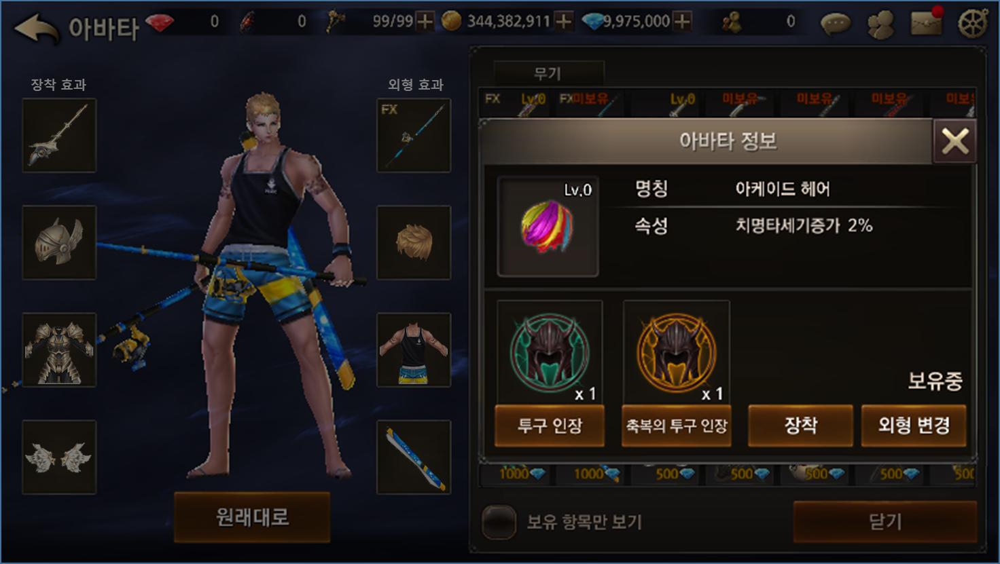 아바타
0
0
99/99
344,382,911
9,975,000
0
장착 효과
외형 효과
FX
무기
FX Lv.0 FX 미보유 Lv.0 미보유 미보유 미보유 미보
아바타 정보
Lv.0
명칭 아케이드 헤어
속성 치명타세기증가 2%
x 1
x 1
보유중
투구 인장
축복의 투구 인장
장착
외형 변경
1000 1000 500 500 500 500 500
원래대로
보유 항목만 보기
닫기